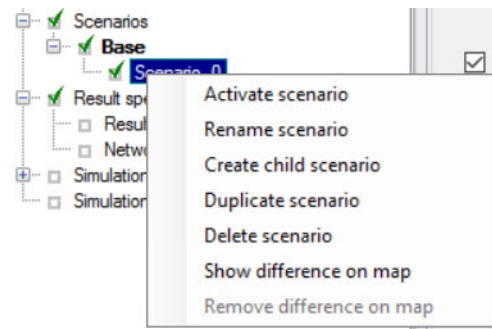 Scenarios
Base
Scenario_0
Activate scenario
Result spe
Rename scenario
Resul
Create child scenario
Netwo
Duplicate scenario
Simulation
Delete scenario
Simulation
Show difference on map
Remove difference on map